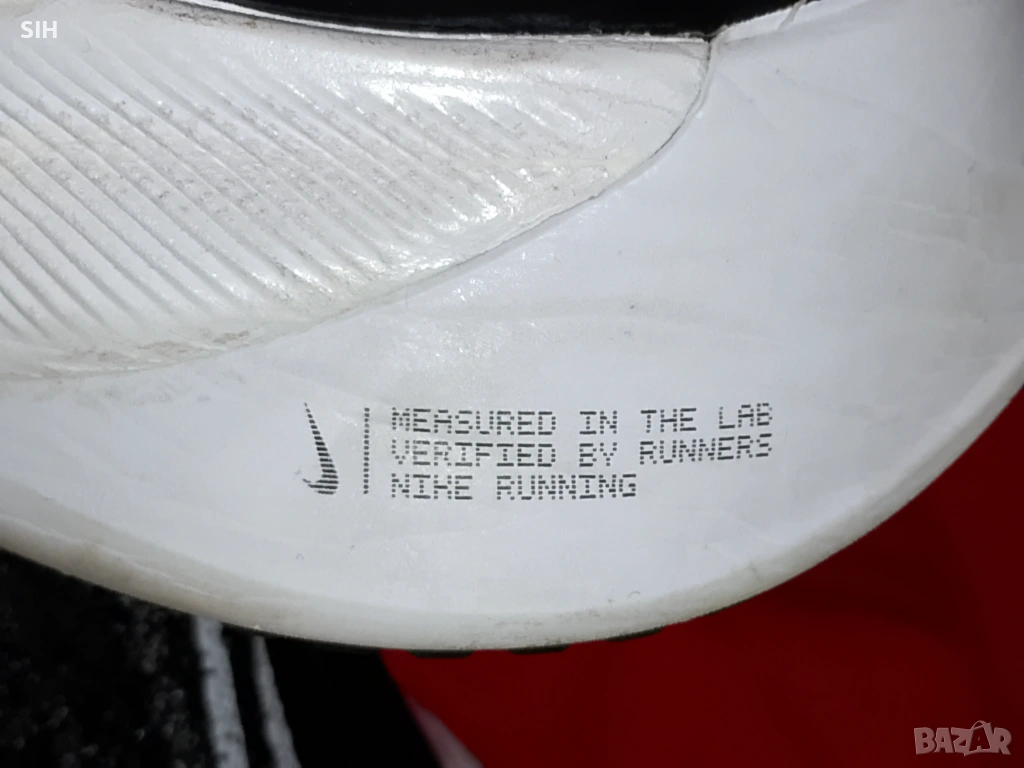 SIH
MEASURED IN THE LAB
VERIFIED BY RUNNERS
NIKE RUNNING
BAZAR